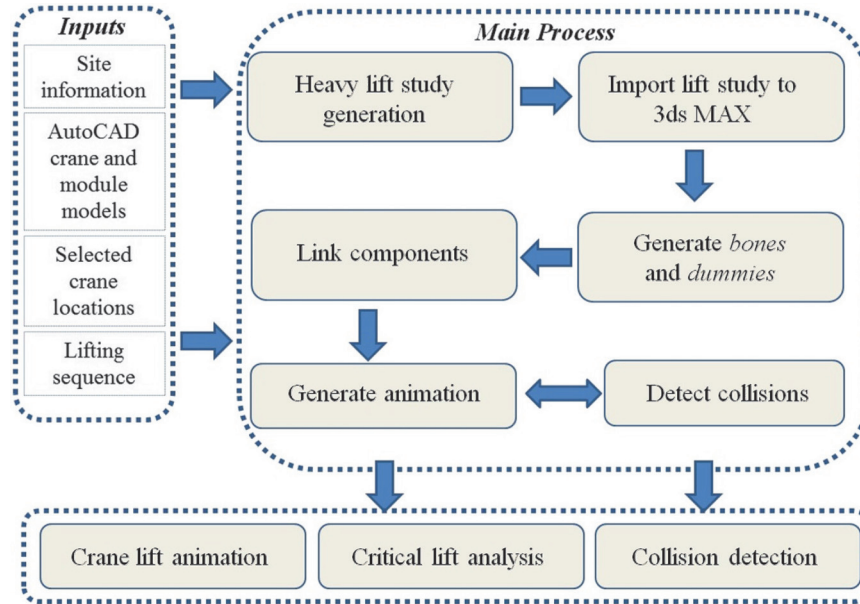 Inputs
Site
information
AutoCAD
crane and
module
models
Selected
crane
locations
Lifting
sequence
Main Process
Heavy lift study
generation
Import lift study to
3ds MAX
Link components
Generate bones
and dummies
Generate animation
Detect collisions
Crane lift animation
Critical lift analysis
Collision detection